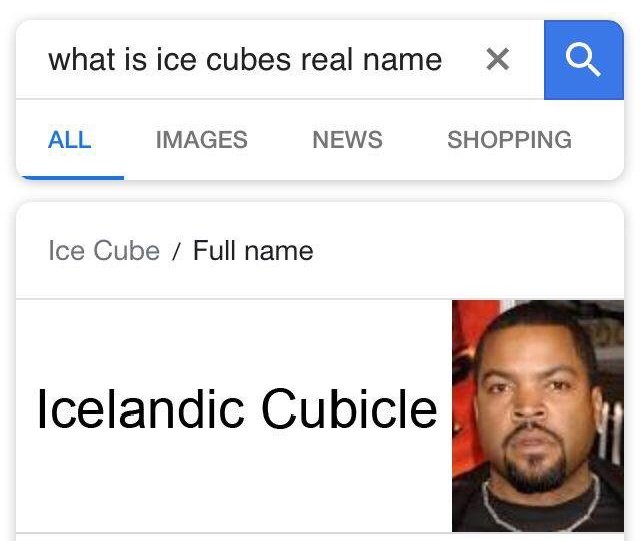 what is ice cubes real name
ALL IMAGES NEWS SHOPPING
Ice Cube / Full name
Icelandic Cubicle